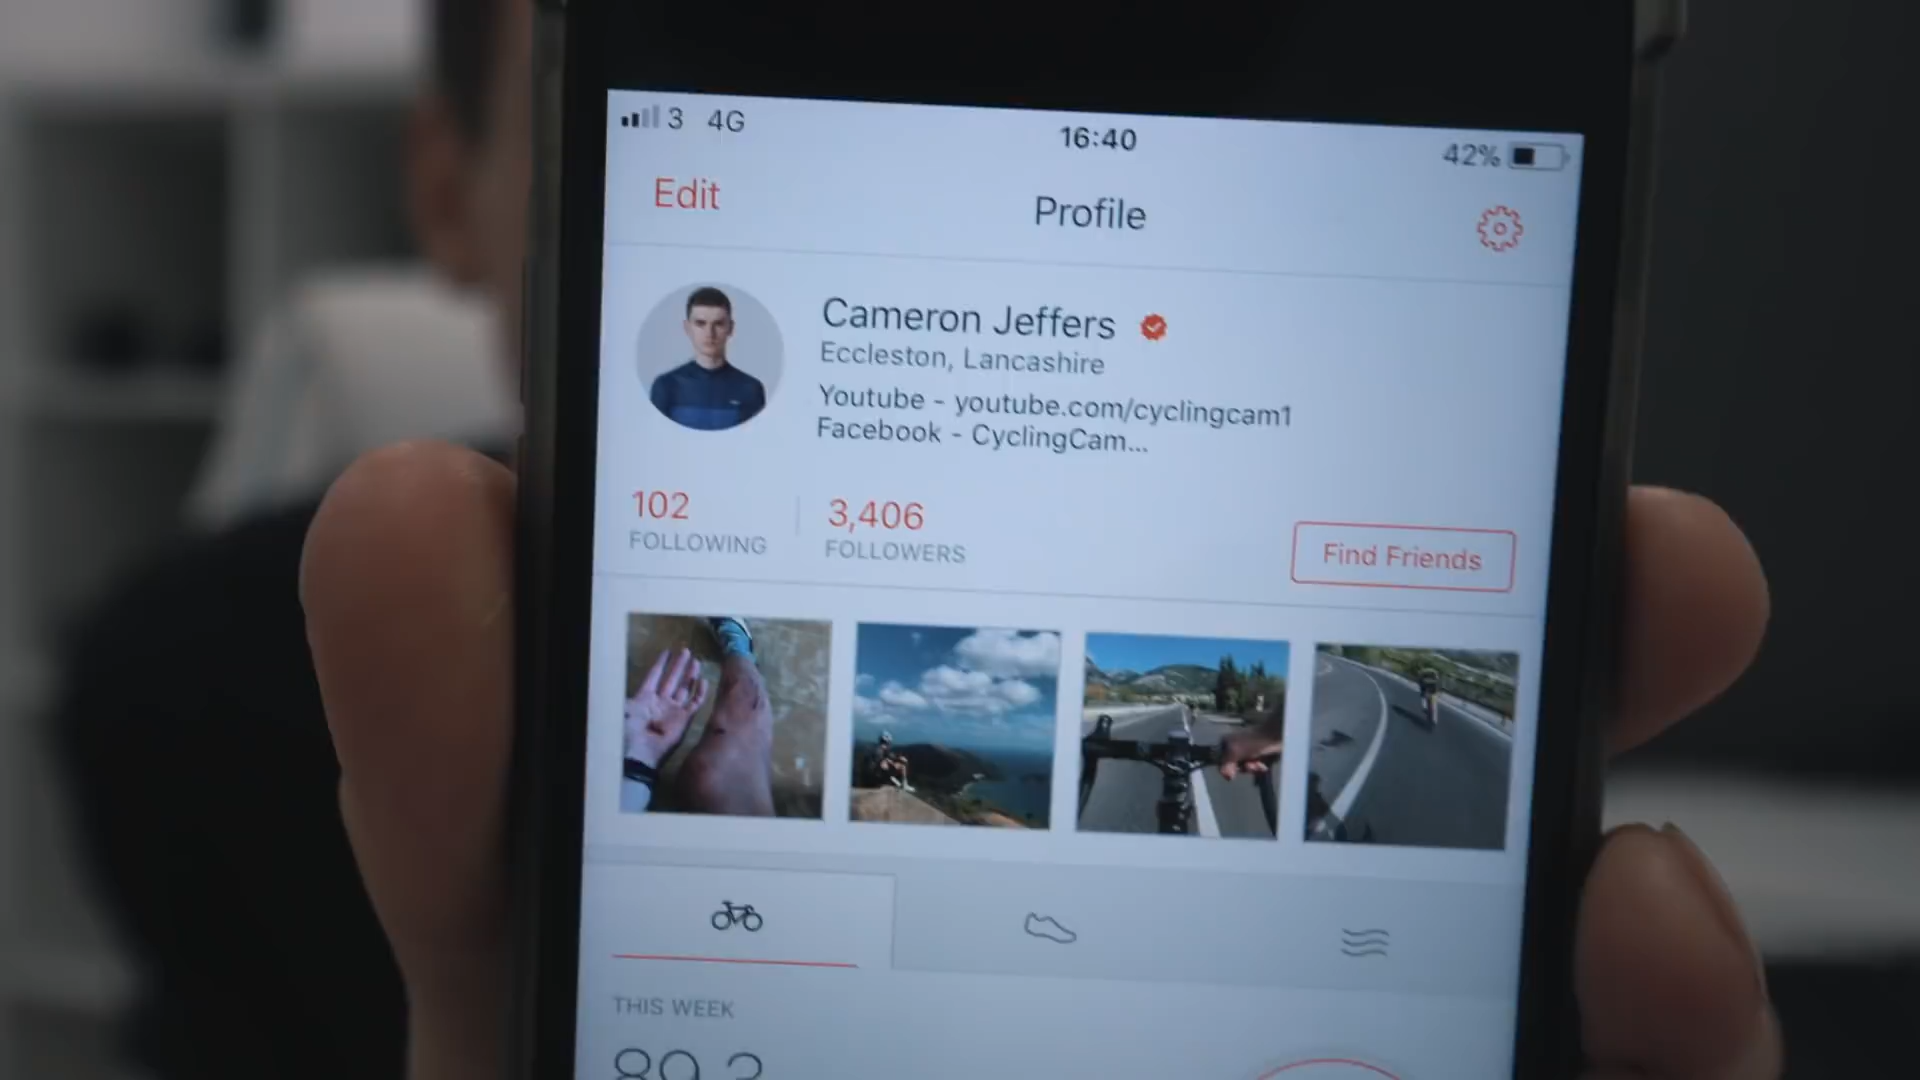 3 4G
16:40
42%
Edit
Profile
Cameron Jeffers
Eccleston, Lancashire
Youtube - youtube.com/cyclingcam1
Facebook - CyclingCam...
102
FOLLOWING
3,406
FOLLOWERS
Find Friends
THIS WEEK